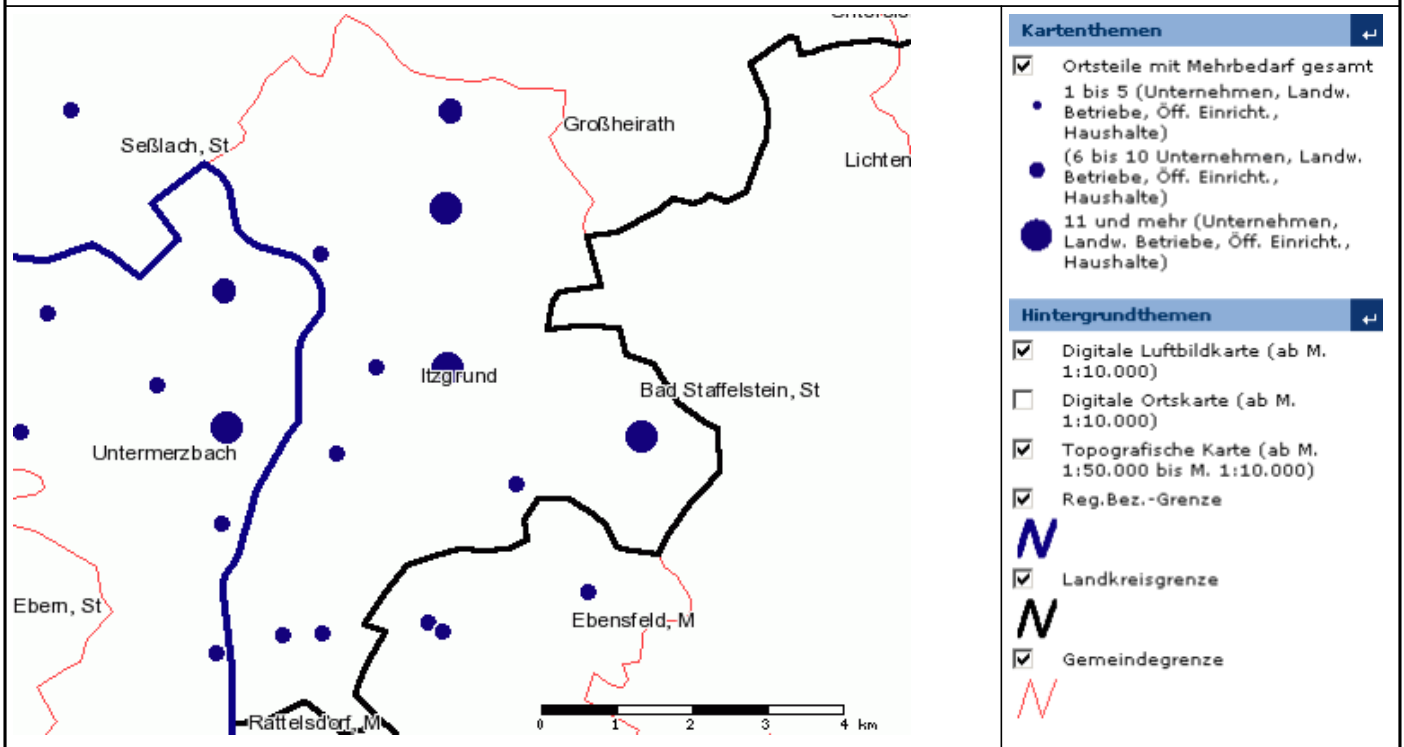 Großheirath
Seßlach, St
Lichten
Itzgrund
Bad Staffelstein, St
Untermerzbach
Ebern, St
Ebensfeld, M
Rattelsdorf, M
0 1 2 3 4 km
Kartenthemen
Ortsteile mit Mehrbedarf gesamt
1 bis 5 (Unternehmen, Landw.
Betriebe, Öff. Einricht.,
Haushalte)
(6 bis 10 Unternehmen, Landw.
Betriebe, Öff. Einricht.,
Haushalte)
11 und mehr (Unternehmen,
Landw. Betriebe, Öff. Einricht.,
Haushalte)
Hintergrundthemen
Digitale Luftbildkarte (ab M.
1:10.000)
Digitale Ortskarte (ab M.
1:10.000)
Topografische Karte (ab M.
1:50.000 bis M. 1:10.000)
Reg.Bez.-Grenze
Landkreisgrenze
Gemeindegrenze